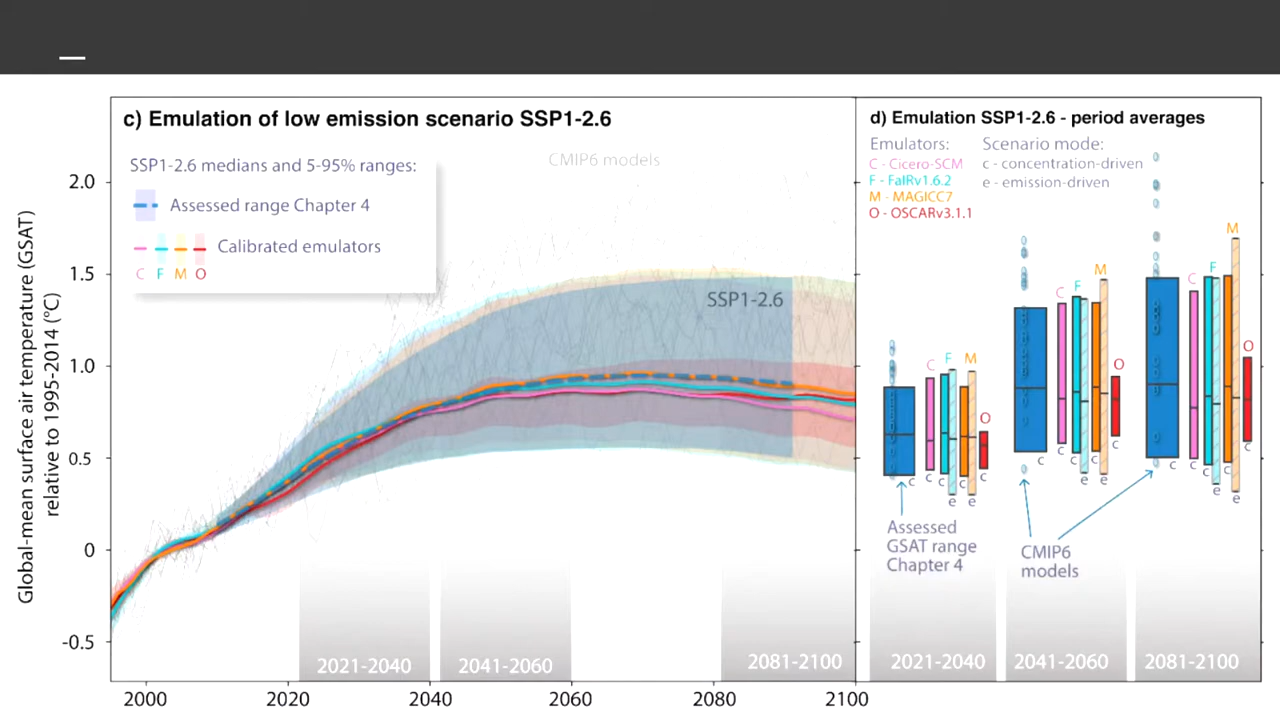 c) Emulation of low emission scenario SSP1-2.6
SSP1-2.6 medians and 5-95% ranges:
Assessed range Chapter 4
Calibrated emulators
C F M O
CMIP6 models
SSP1-2.6
Global-mean surface air temperature (GSAT)
relative to 1995-2014 (°C)
2.0
1.5
1.0
0.5
0
-0.5
2021-2040
2041-2060
2081-2100
2000
2020
2040
2060
2080
2100
d) Emulation SSP1-2.6 - period averages
Emulators:
C - Cicero-SCM
F - FaIRv1.6.2
M - MAGICC7
O - OSCARv3.1.1
Scenario mode:
c - concentration-driven
e - emission-driven
C F M O
c c c e c e c
C F M O
c c c e c e c
C F M O
c c c e c e c
Assessed
GSAT range
Chapter 4
CMIP6
models
2021-2040
2041-2060
2081-2100